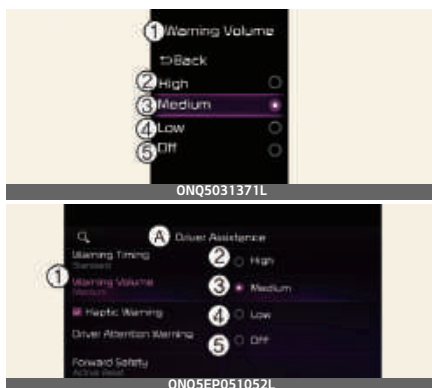 ① Warning Volume
⮌Back
② High
③ Medium
④ Low
⑤ Off
ONQ5031371L
Ⓐ Driver Assistance
Warning Timing
Standard
② High
① Warning Volume
Medium
③ Medium
Haptic Warning
④ Low
Driver Attention Warning
⑤ Off
Forward Safety
Active Assist
ONQ5EP051052L